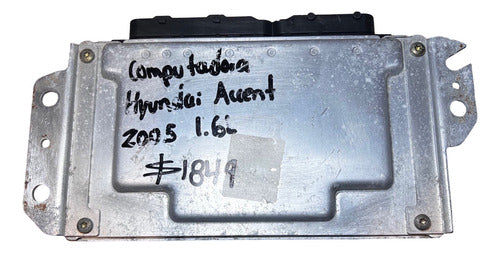 Computadora
Hyundai Accent
2005 1.6L
$1849